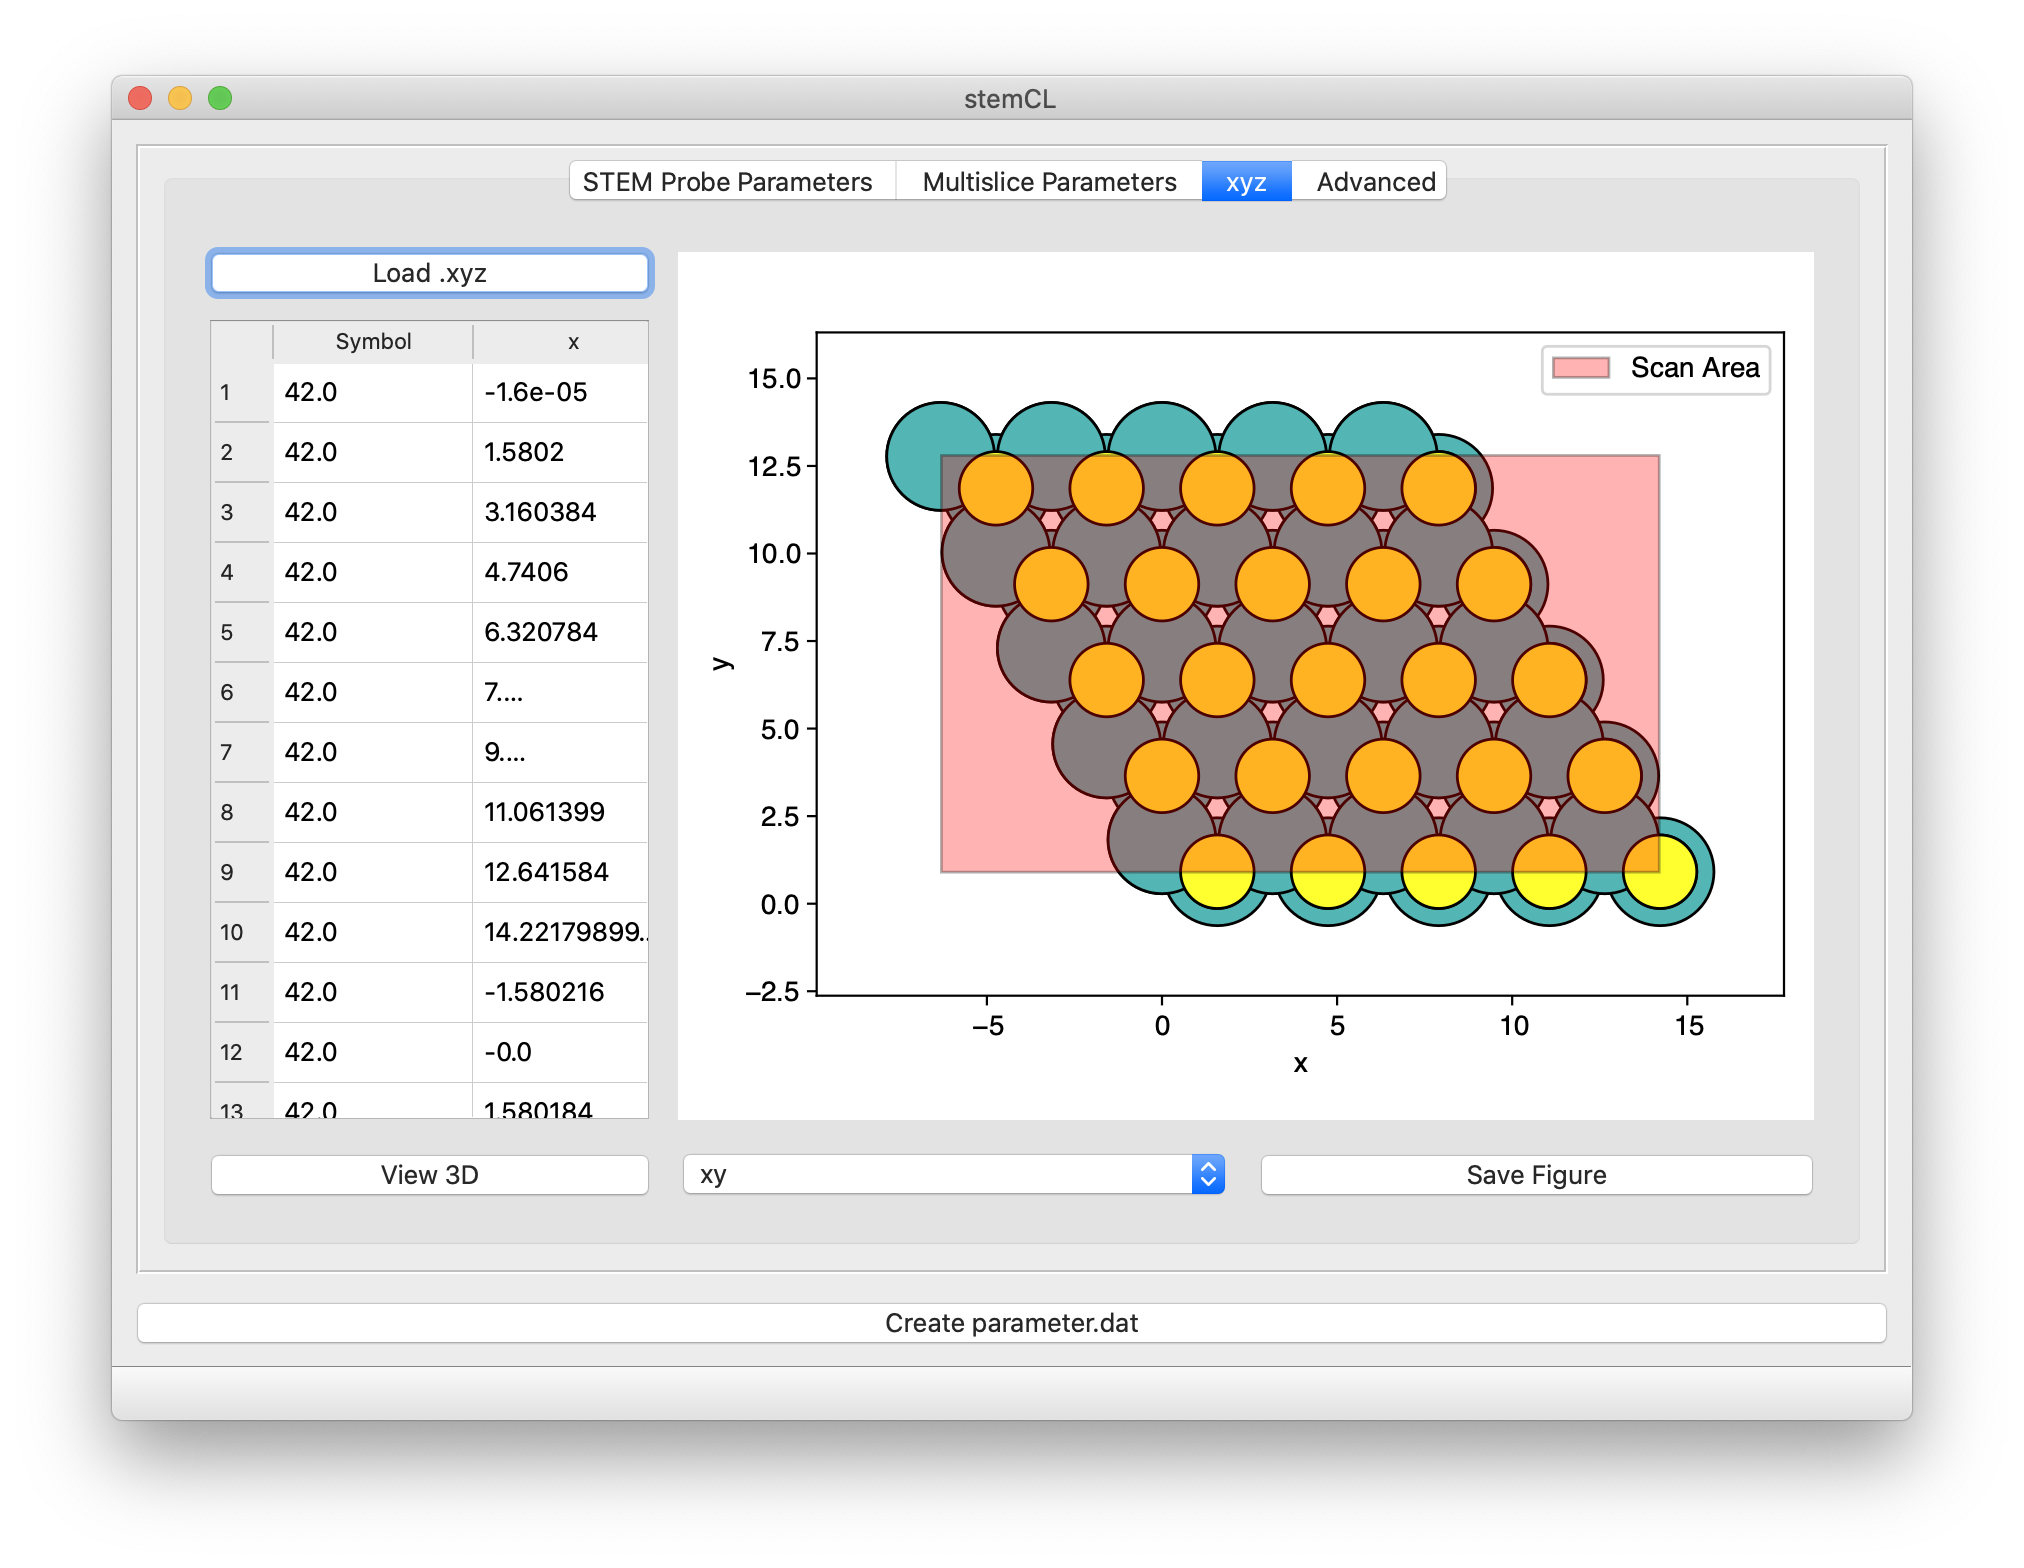 stemCL
STEM Probe Parameters Multislice Parameters xyz Advanced
Load .xyz
Symbol x
1 42.0 -1.6e-05
2 42.0 1.5802
3 42.0 3.160384
4 42.0 4.7406
5 42.0 6.320784
6 42.0 7....
7 42.0 9....
8 42.0 11.061399
9 42.0 12.641584
10 42.0 14.22179899..
11 42.0 -1.580216
12 42.0 -0.0
13 42.0 1.580184
Scan Area
15.0
12.5
10.0
7.5
5.0
2.5
0.0
−2.5
y
−5 0 5 10 15
x
View 3D xy Save Figure
Create parameter.dat